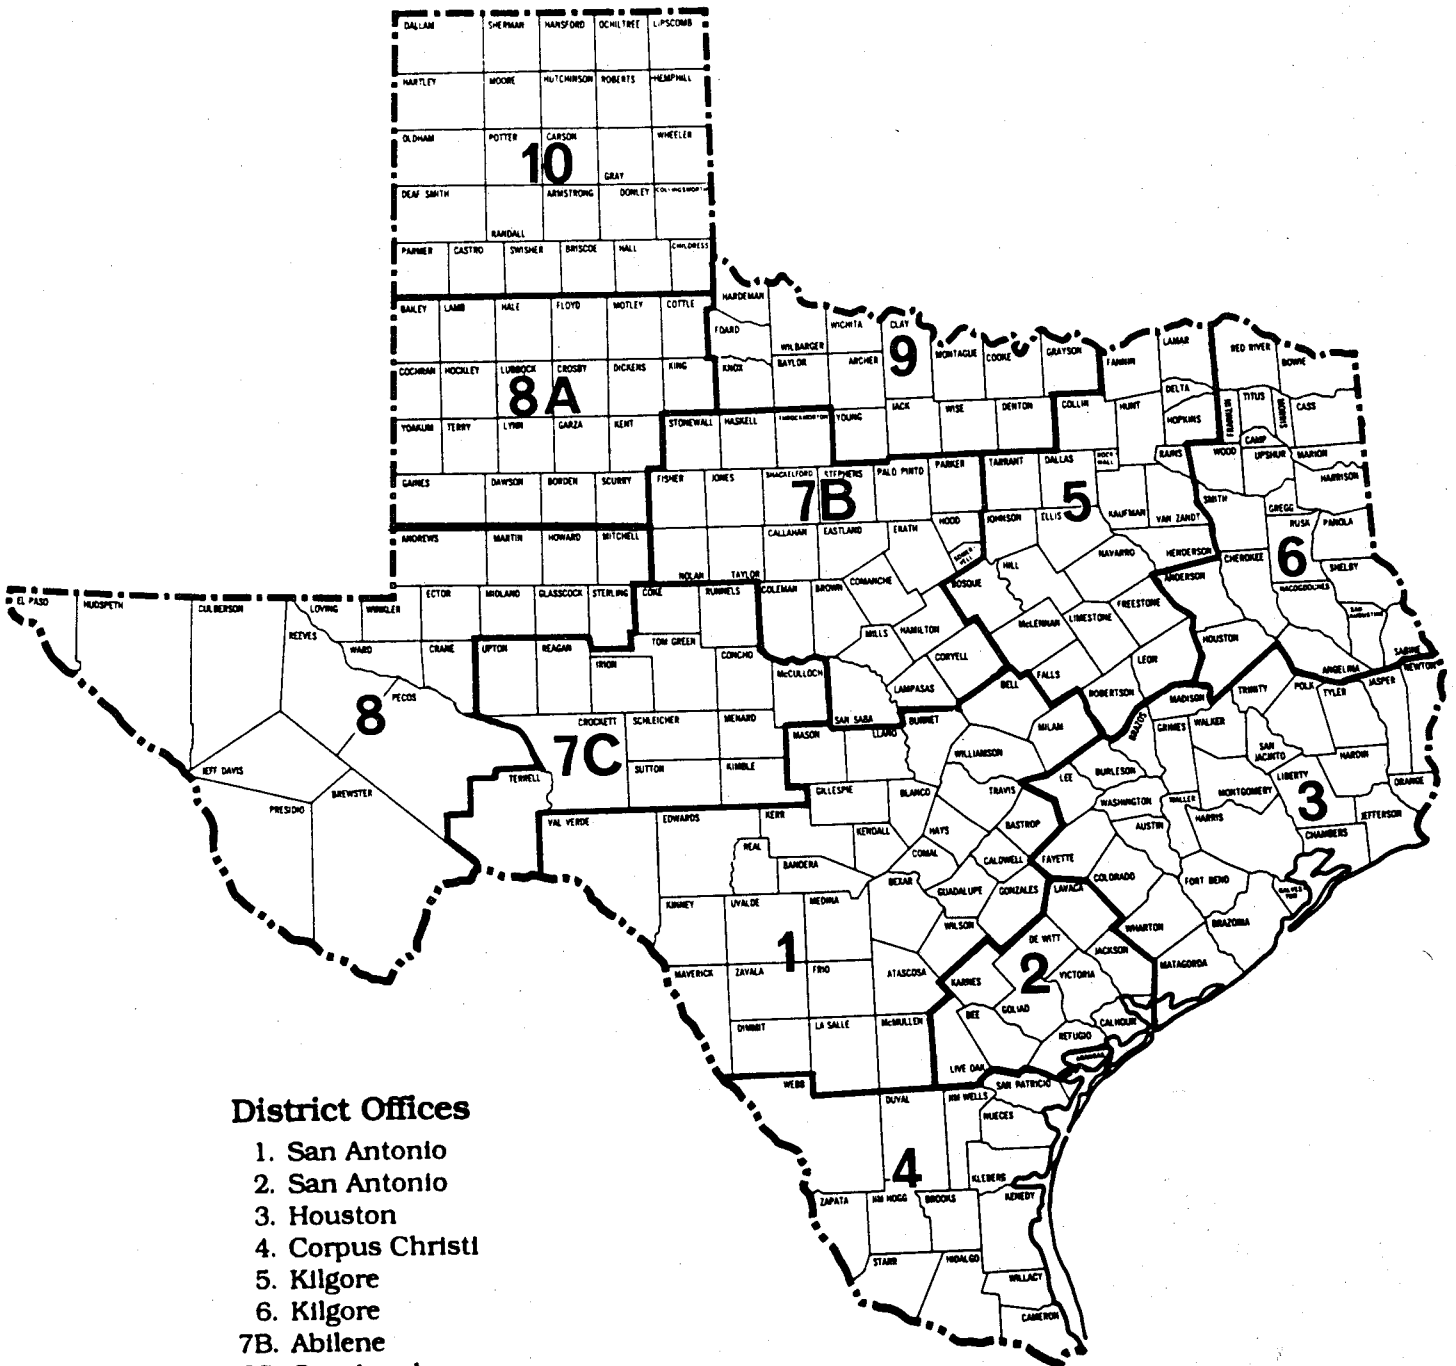 DALLAM SHERMAN HANSFORD OCHILTREE LIPSCOMB
HARTLEY MOORE HUTCHINSON ROBERTS HEMPHILL
OLDHAM POTTER CARSON WHEELER
10
GRAY
DEAF SMITH ARMSTRONG DONLEY COLLINGSWORTH
RANDALL
PARMER CASTRO SWISHER BRISCOE HALL CHILDRESS
HARDEMAN
BAILEY LAMB HALE FLOYD MOTLEY COTTLE
FOARD WICHITA CLAY
WILBARGER
9
MONTAGUE COOKE GRAYSON FANNIN LAMAR RED RIVER BOWIE
COCHRAN HOCKLEY LUBBOCK CROSBY DICKENS KING KNOX BAYLOR ARCHER
8A
DELTA
YOAKUM TERRY LYNN GARZA KENT STONEWALL HASKELL THROCKMORTON YOUNG JACK WISE DENTON COLLIN HUNT HOPKINS FRANKLIN TITUS MORRIS CASS
CAMP
GAINES DAWSON BORDEN SCURRY FISHER JONES SHACKELFORD STEPHENS PALO PINTO PARKER TARRANT DALLAS ROCK WALL RAINS WOOD UPSHUR MARION
HARRISON
7B
5
SMITH GREGG
ANDREWS MARTIN HOWARD MITCHELL CALLAHAN EASTLAND ERATH HOOD JOHNSON ELLIS KAUFMAN VAN ZANDT RUSK PANOLA
6
NOLAN TAYLOR COMANCHE SOMER-VELL HILL NAVARRO HENDERSON CHEROKEE SHELBY
EL PASO HUDSPETH CULBERSON LOVING WINKLER ECTOR MIDLAND GLASSCOCK STERLING COKE RUNNELS COLEMAN BROWN BOSQUE ANDERSON NACOGDOCHES
REEVES McLENNAN LIMESTONE FREESTONE SAN AUGUSTINE
WARD CRANE UPTON REAGAN TOM GREEN MILLS HAMILTON HOUSTON
IRION CONCHO CORYELL LEON SABINE
PECOS McCULLOCH LAMPASAS BELL FALLS ROBERTSON MADISON TRINITY POLK ANGELINA TYLER JASPER NEWTON
8
CROCKETT SCHLEICHER MENARD MASON SAN SABA LLANO BURNET MILAM BRAZOS GRIMES WALKER
7C
WILLIAMSON SAN JACINTO HARDIN
JEFF DAVIS TERRELL SUTTON KIMBLE LEE BURLESON LIBERTY ORANGE
PRESIDIO BREWSTER GILLESPIE BLANCO TRAVIS WASHINGTON WALLER MONTGOMERY
3
VAL VERDE EDWARDS KERR KENDALL HAYS BASTROP AUSTIN HARRIS JEFFERSON
REAL COMAL CHAMBERS
BANDERA CALDWELL FAYETTE COLORADO
BEXAR GUADALUPE GONZALES LAVACA FORT BEND GALVES TON
KINNEY UVALDE MEDINA WILSON WHARTON BRAZORIA
1
DE WITT JACKSON
2
MAVERICK ZAVALA FRIO ATASCOSA KARNES VICTORIA MATAGORDA
DIMMIT LA SALLE McMULLEN BEE GOLIAD CALHOUN
REFUGIO
ARANSAS
LIVE OAK
WEBB DUVAL JIM WELLS SAN PATRICIO
NUECES
4
KLEBERG
ZAPATA JIM HOGG BROOKS KENEDY
STARR HIDALGO
WILLACY
CAMERON
District Offices
1. San Antonio
2. San Antonio
3. Houston
4. Corpus Christi
5. Kilgore
6. Kilgore
7B. Abilene